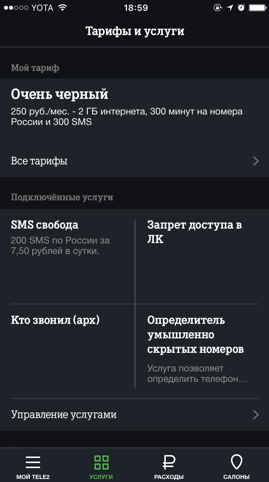 YOTA 18:59
Тарифы и услуги
Мой тариф
Очень черный
250 руб./мес. - 2 ГБ интернета, 300 минут на номера
России и 300 SMS
Все тарифы
Подключённые услуги
SMS свобода
200 SMS по России за
7,50 рублей в сутки.
Запрет доступа в
ЛК
Кто звонил (арх)
Определитель
умышленно
скрытых номеров
Услуга позволяет
определить телефон...
Управление услугами
МОЙ TELE2 УСЛУГИ РАСХОДЫ САЛОНЫ